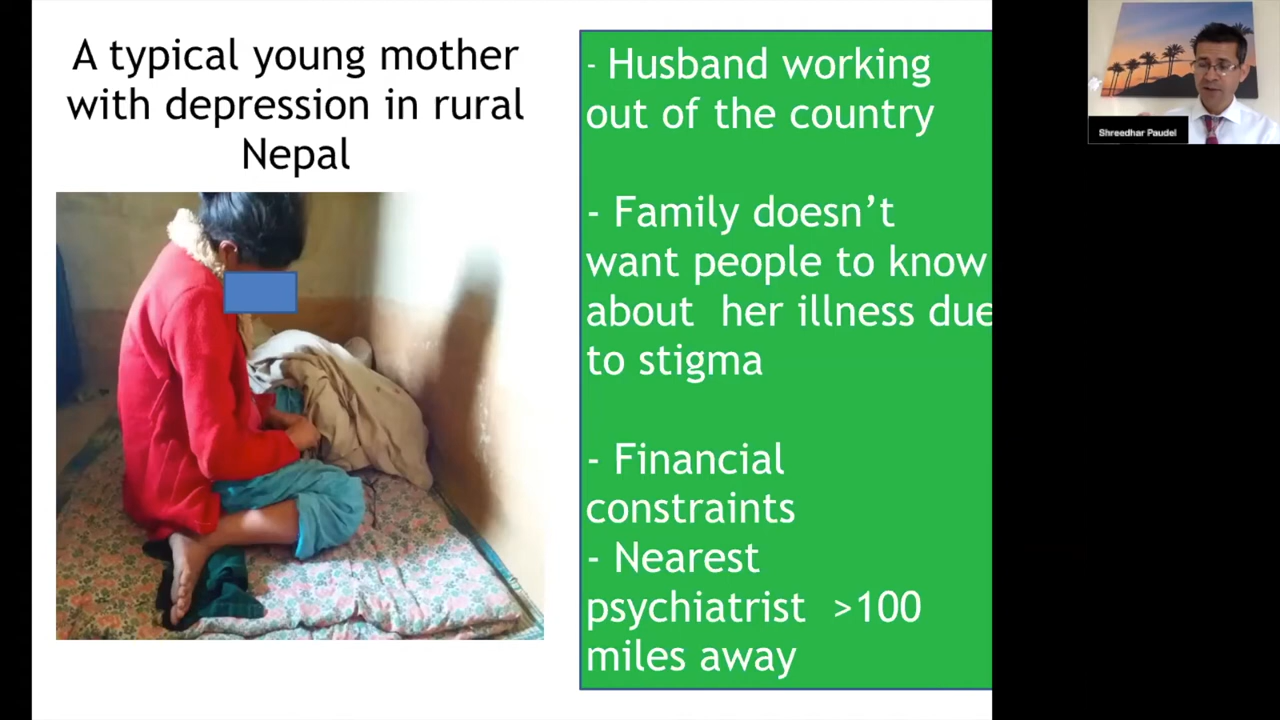 A typical young mother
with depression in rural
Nepal
- Husband working
out of the country
- Family doesn’t
want people to know
about her illness due
to stigma
- Financial
constraints
- Nearest
psychiatrist >100
miles away
Shreedhar Paudel